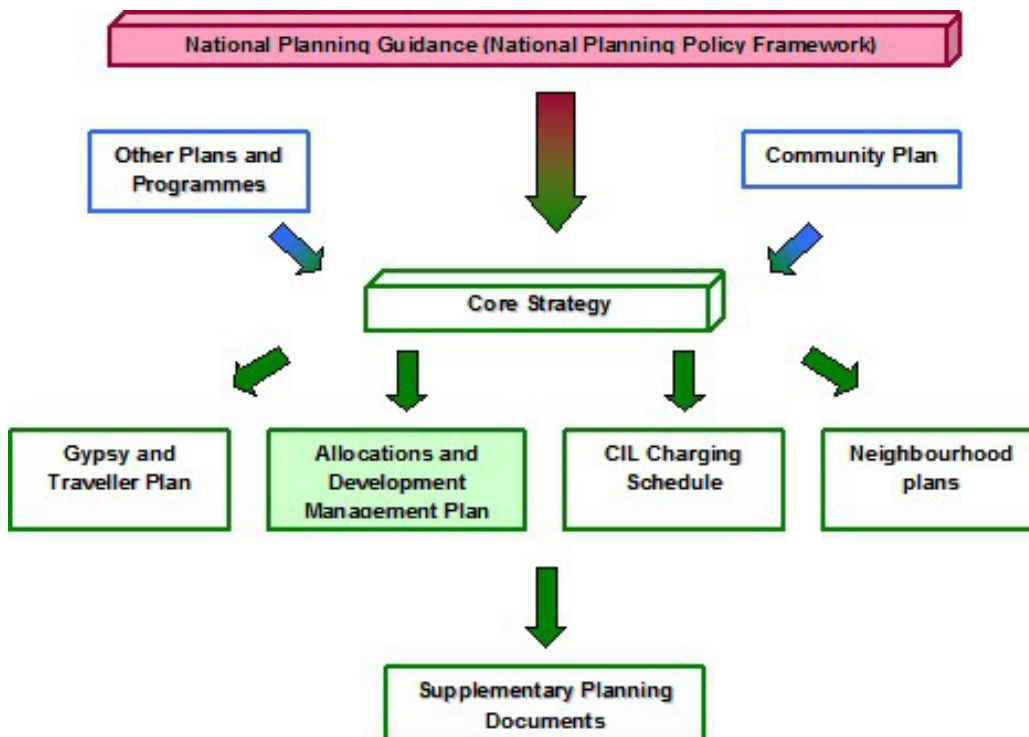 National Planning Guidance (National Planning Policy Framework)
Other Plans and
Programmes
Community Plan
Core Strategy
Gypsy and
Traveller Plan
Allocations and
Development
Management Plan
CIL Charging
Schedule
Neighbourhood
plans
Supplementary Planning
Documents